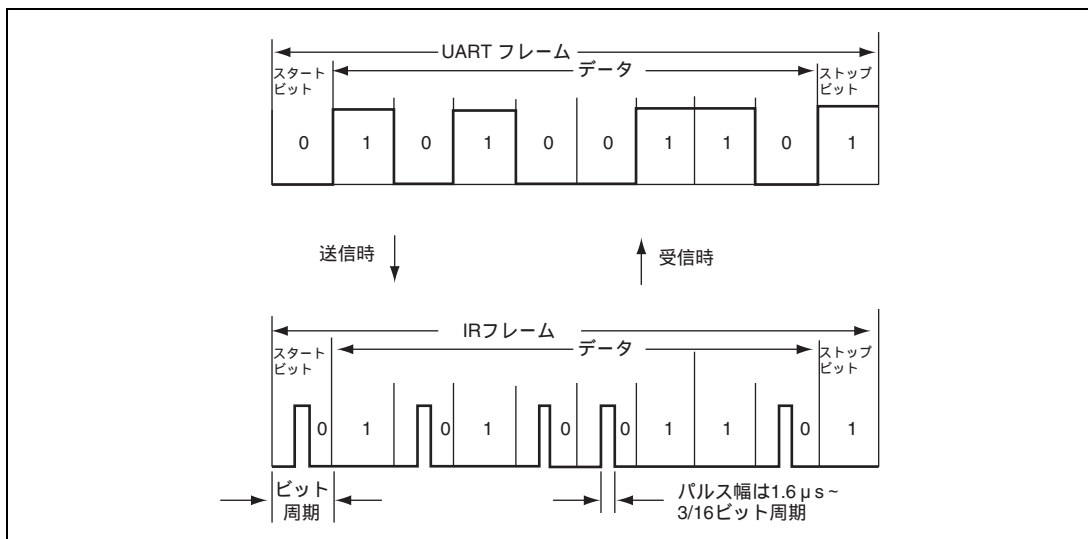 UART フレーム
スタート
ビット
データ
ストップ
ビット
0 1 0 1 0 0 1 1 0 1
送信時
受信時
IRフレーム
スタート
ビット
データ
ストップ
ビット
0 1 0 1 0 0 1 1 0 1
ビット
周期
パルス幅は1.6 μs~
3/16ビット周期